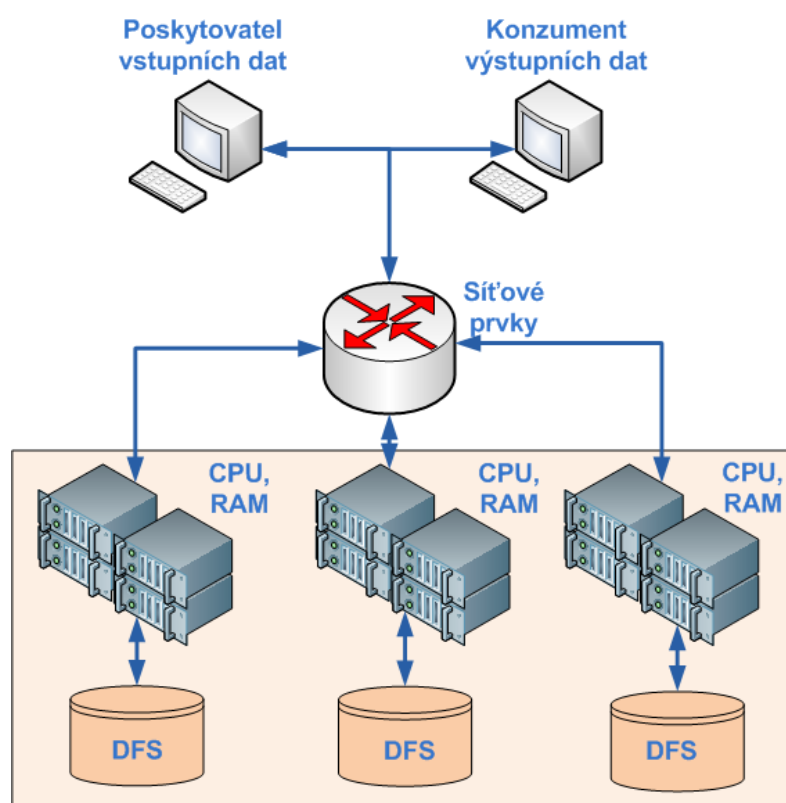 Poskytovatel
vstupních dat
Konzument
výstupních dat
Síťové
prvky
CPU,
RAM
CPU,
RAM
CPU,
RAM
DFS
DFS
DFS